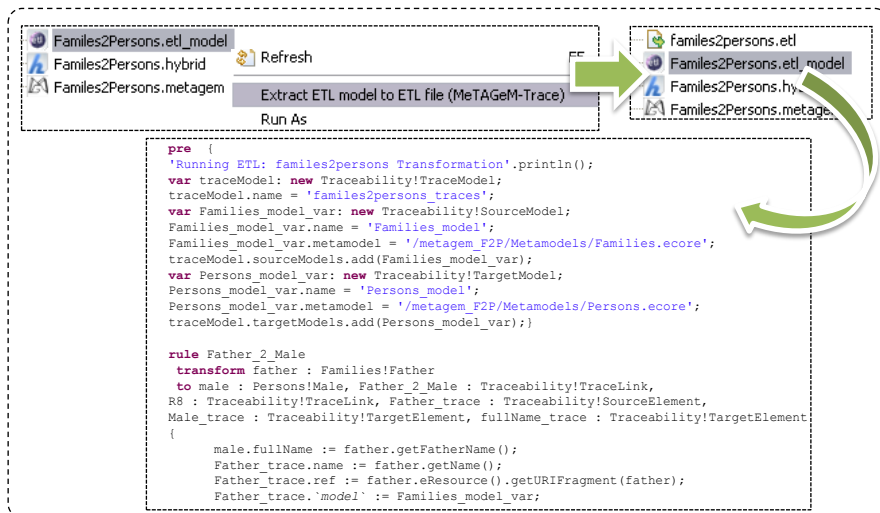 Familes2Persons.etl_model
Familes2Persons.hybrid
Familes2Persons.metagem
Refresh
Extract ETL model to ETL file (MeTAGeM-Trace)
Run As
familes2persons.etl
Familes2Persons.etl_model
Familes2Persons.hy
Familes2Persons.metage
pre {
'Running ETL: familes2persons Transformation'.println();
var traceModel: new Traceability!TraceModel;
traceModel.name = 'familes2persons_traces';
var Families_model_var: new Traceability!SourceModel;
Families_model_var.name = 'Families_model';
Families_model_var.metamodel = '/metagem_F2P/Metamodels/Families.ecore';
traceModel.sourceModels.add(Families_model_var);
var Persons_model_var: new Traceability!TargetModel;
Persons_model_var.name = 'Persons_model';
Persons_model_var.metamodel = '/metagem_F2P/Metamodels/Persons.ecore';
traceModel.targetModels.add(Persons_model_var);}
rule Father_2_Male
transform father : Families!Father
to male : Persons!Male, Father_2_Male : Traceability!TraceLink,
R8 : Traceability!TraceLink, Father_trace : Traceability!SourceElement,
Male_trace : Traceability!TargetElement, fullName_trace : Traceability!TargetElement
{
male.fullName := father.getFatherName();
Father_trace.name := father.getName();
Father_trace.ref := father.eResource().getURIFragment(father);
Father_trace.`model` := Families_model_var;